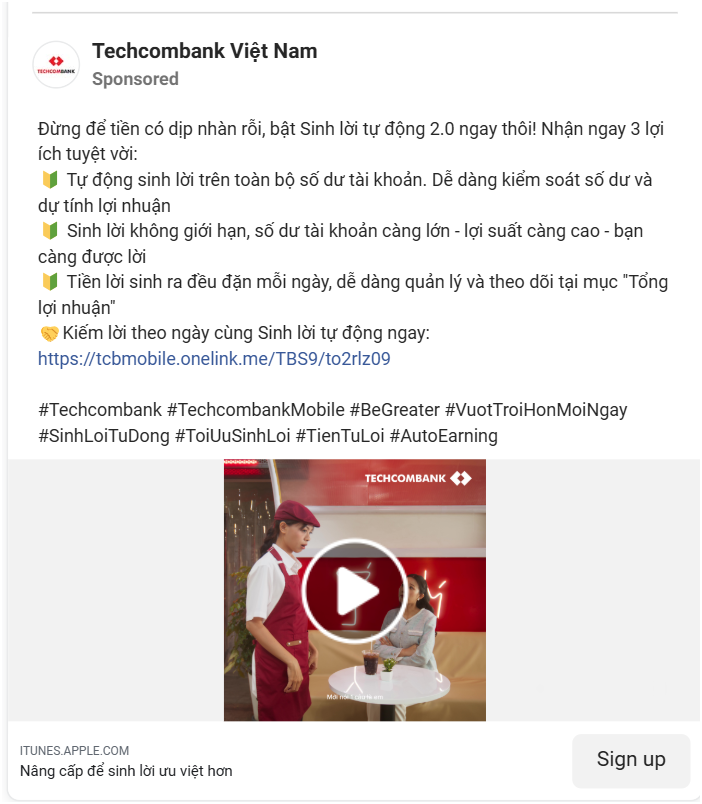 Techcombank Việt Nam
TECHCOMBANK
Sponsored
Đừng để tiền có dịp nhàn rỗi, bật Sinh lời tự động 2.0 ngay thôi! Nhận ngay 3 lợi
ích tuyệt vời:
🔰 Tự động sinh lời trên toàn bộ số dư tài khoản. Dễ dàng kiểm soát số dư và
dự tính lợi nhuận
🔰 Sinh lời không giới hạn, số dư tài khoản càng lớn - lợi suất càng cao - bạn
càng được lời
🔰 Tiền lời sinh ra đều đặn mỗi ngày, dễ dàng quản lý và theo dõi tại mục "Tổng
lợi nhuận"
🤝Kiếm lời theo ngày cùng Sinh lời tự động ngay:
https://tcbmobile.onelink.me/TBS9/to2rlz09
#Techcombank #TechcombankMobile #BeGreater #VuotTroiHonMoiNgay
#SinhLoiTuDong #ToiUuSinhLoi #TienTuLoi #AutoEarning
TECHCOMBANK
ITUNES.APPLE.COM
Nâng cấp để sinh lời ưu việt hơn
Sign up